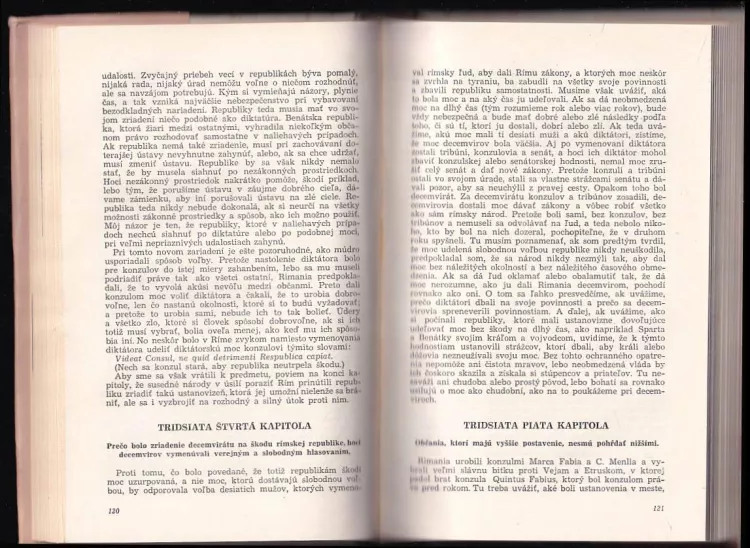 udalosti. Zvyčajný priebeh vecí v republikách býva pomalý,
nijaká rada, nijaký úrad nemôžu voľne o niečom rozhodnúť,
ale sa navzájom potrebujú. Kým si vymieňajú názory, plynie
čas, a tak vzniká najväčšie nebezpečenstvo pri vybavovaní
bezodkladných nariadení. Republiky teda musia mať vo svo-
jom zriadení niečo podobné ako diktatúra. Benátska republi-
ka, ktorá žiari medzi ostatnými, vyhradila niekoľkým obča-
nom právo rozhodovať samostatne v naliehavých prípadoch.
Ak republika nemá také zriadenie, musí pri zachovávaní do-
terajšej ústavy nevyhnutne zahynúť, alebo, ak sa chce udržať,
musí zmeniť ústavu. Republike by sa však nikdy nemalo
stať, že by musela siahnuť po nezákonných prostriedkoch.
Hoci nezákonný prostriedok nakrátko pomôže, škodí príklad,
lebo tým, že porušíme ústavu v záujme dobrého cieľa, dá-
vame zámienku, aby iní porušovali ústavu na zlé ciele. Re-
publika teda nikdy nebude dokonalá, ak si neurčí na všetky
možnosti zákonné prostriedky a spôsob, ako ich možno použiť.
Môj názor je ten, že republiky, ktoré v naliehavých prípa-
doch nechcú siahnuť po diktatúre alebo po podobnej moci,
pri veľmi nepriaznivých udalostiach zahynú.
Pri tomto novom zariadení je ešte pozoruhodné, ako múdro
usporiadali spôsob voľby. Pretože nastolenie diktátora bolo
pre konzulov do istej miery zahanbením, lebo sa mu museli
podriadiť práve tak ako všetci ostatní, Rimania predpokla-
dali, že to vyvolá akúsi nevôľu medzi občanmi. Preto dali
konzulom moc voliť diktátora a čakali, že to urobia dobro-
voľne, len čo nastanú okolnosti, ktoré si to budú vyžadovať,
a pretože to urobia sami, nebude ich to tak bolieť. Údery
a všetko zlo, ktoré si človek spôsobí dobrovoľne, ak si ich
totiž musí vybrať, bolia oveľa menej, ako keď mu ich spôso-
bia iní. No neskôr bolo v Ríme zvykom namiesto vymenovania
diktátora udeliť diktátorskú moc konzulovi týmito slovami:
Videat Consul, ne quid detrimenti Respublica capiat.
(Nech sa konzul stará, aby republika neutrpela škodu.)
Aby sme sa však vrátili k predmetu, poviem na konci ka-
pitoly, že susedné národy v úsilí poraziť Rím prinútili repub-
liku zriadiť takú ustanovizeň, ktorá jej umožní nielenže sa brá-
niť, ale sa i vyzbrojiť na rozhodný a silný útok proti nim.
TRIDSIATA ŠTVRTÁ KAPITOLA
Prečo bolo zriadenie decemvirátu na škodu rímskej republike, hoci
decemvirov vymenúvali verejným a slobodným hlasovaním.
Proti tomu, čo bolo povedané, že totiž republikám škodí
moc uzurpovaná, a nie moc, ktorú dostávajú slobodnou voľ-
bou, by odporovala voľba desiatich mužov, ktorých vymeno-
120
val rímsky ľud, aby dali Rímu zákony, a ktorých moc neskôr
sa zvrhla na tyraniu, ba zabudli na všetky svoje povinnosti
a zbavili republiku samostatnosti. Musíme však uvážiť, aká
to bola moc a na aký čas ju udeľovali. Ak sa dá neobmedzená
moc na dlhý čas (tým rozumiem rok alebo viac rokov), bude
vždy nebezpečná a bude mať dobré alebo zlé následky podľa
toho, či sú tí, ktorí ju dostali, dobrí alebo zlí. Ak teda uvá-
žime, akú moc mali tí desiati muži a akú diktátori, zistíme,
že moc decemvirov bola väčšia. Aj po vymenovaní diktátora
zostali tribúni, konzulovia a senát, a hoci ich diktátor mohol
zbaviť konzulskej alebo senátorskej hodnosti, nemal moc zru-
šiť celý senát a dať nové zákony. Pretože konzuli a tribúni
ostali vo svojom úrade, stali sa vlastne strážcami senátu a dá-
vali pozor, aby sa neuchýlil z pravej cesty. Opakom toho bol
decemvirát. Za decemvirátu konzulov a tribúnov zosadili, de-
cemvirovia dostali moc dávať zákony a vôbec robiť všetko
ako sám rímsky národ. Pretože boli sami, bez konzulov, bez
tribúnov a nemuseli sa odvolávať na ľud, a teda nebolo niko-
ho, kto by bol na nich dozeral, pochopiteľne, že v druhom
roku spyšneli. Tu musím poznamenať, ak som predtým tvrdil,
že moc udelená slobodnou voľbou republike nikdy neuškodila,
predpokladal som, že sa národ nikdy nezmýli tak, aby dal
moc bez náležitých okolností a bez náležitého časového obme-
dzenia. Ak sa dá ľud oklamať alebo obalamutiť tak, že dá
moc nerozumne, ako ju dali Rimania decemvirom, pochodí
rovnako ako oni. O tom sa ľahko presvedčíme, ak uvážime,
prečo diktátori dbali na svoje povinnosti a prečo sa decem-
virovia spreneverili povinnostiam. A ďalej, ak uvážime, ako
si počínali republiky, ktoré mali ustanovizne dovoľujúce
udeľovať moc bez škody na dlhý čas, ako napríklad Sparta
a Benátky svojim kráľom a vojvodcom, uvidíme, že k týmto
hodnostiam ustanovili strážcov, ktorí dbali, aby králi alebo
dóžovia nezneužívali svoju moc. Bez tohto ochranného opatre-
nia nepomôže ani čistota mravov, lebo neobmedzená vláda by
ich čoskoro skazila a získala si stúpencov a priateľov. Tu ne-
zaváži ani chudoba alebo prostý pôvod, lebo bohatí sa rovnako
usilujú o moc ako chudobní, ako na to poukážeme pri decem-
viroch.
TRIDSIATA PIATA KAPITOLA
Občania, ktorí majú vyššie postavenie, nesmú pohŕdať nižšími.
Rimania urobili konzulmi Marca Fabia a C. Menlia a vy-
hrali veľmi slávnu bitku proti Vejam a Etruskom, v ktorej
padol brat konzula Quintus Fabius, ktorý bol konzulom prá-
ve pred rokom. Tu treba uvážiť, aké boli ustanovenia v meste,
121